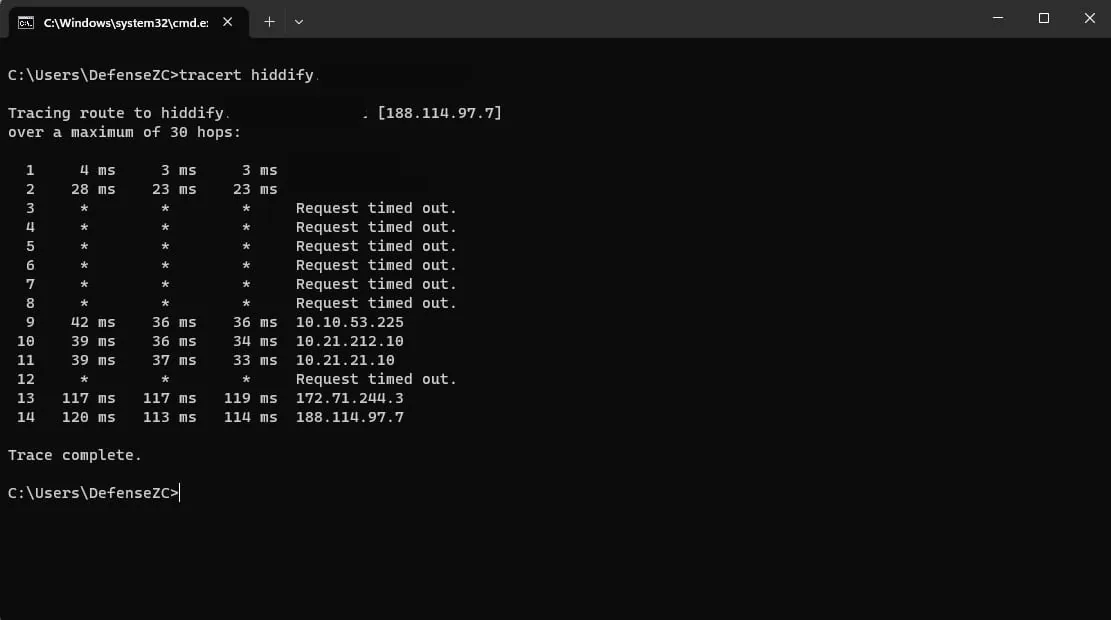 C:\Windows\system32\cmd.e:
C:\Users\DefenseZC>tracert hiddify.
Tracing route to hiddify. . [188.114.97.7]
over a maximum of 30 hops:
1 4 ms 3 ms 3 ms
2 28 ms 23 ms 23 ms
3 * * * Request timed out.
4 * * * Request timed out.
5 * * * Request timed out.
6 * * * Request timed out.
7 * * * Request timed out.
8 * * * Request timed out.
9 42 ms 36 ms 36 ms 10.10.53.225
10 39 ms 36 ms 34 ms 10.21.212.10
11 39 ms 37 ms 33 ms 10.21.21.10
12 * * * Request timed out.
13 117 ms 117 ms 119 ms 172.71.244.3
14 120 ms 113 ms 114 ms 188.114.97.7
Trace complete.
C:\Users\DefenseZC>